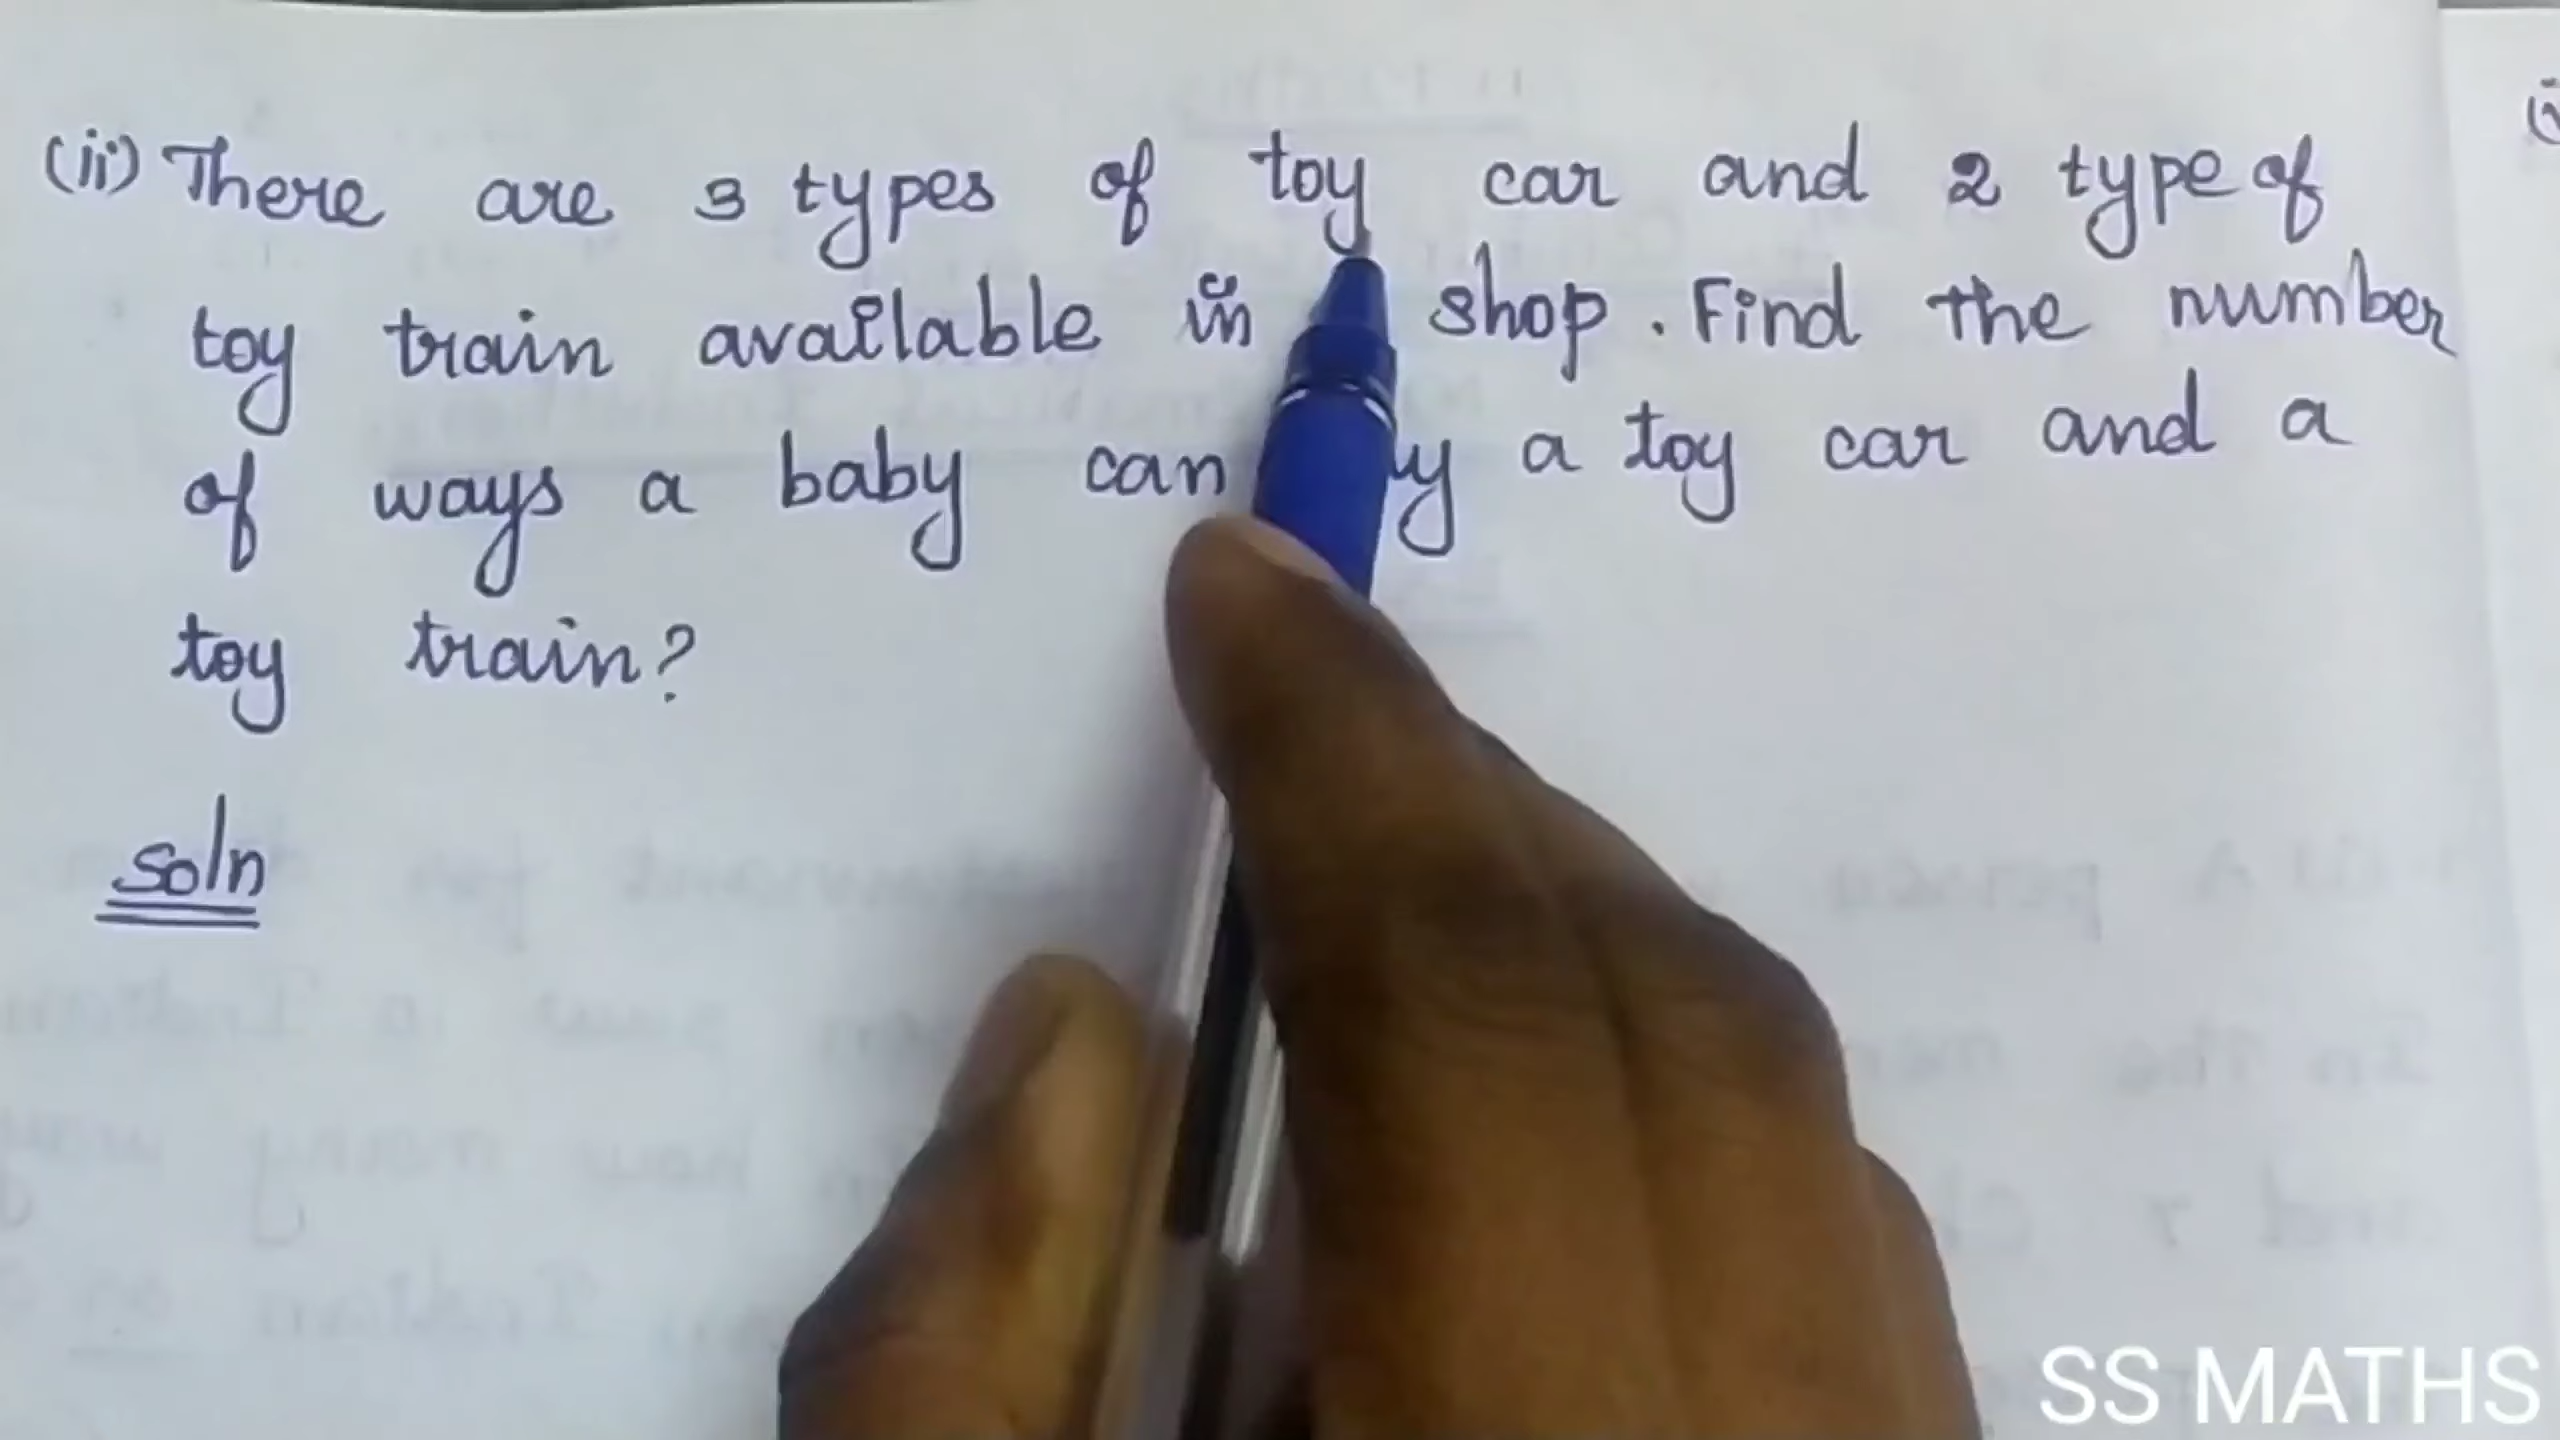 (ii) There are 3 types of toy car and 2 type of
toy train available in shop. Find the number
of ways a baby can a toy car and a
toy train?
Soln
SS MATHS